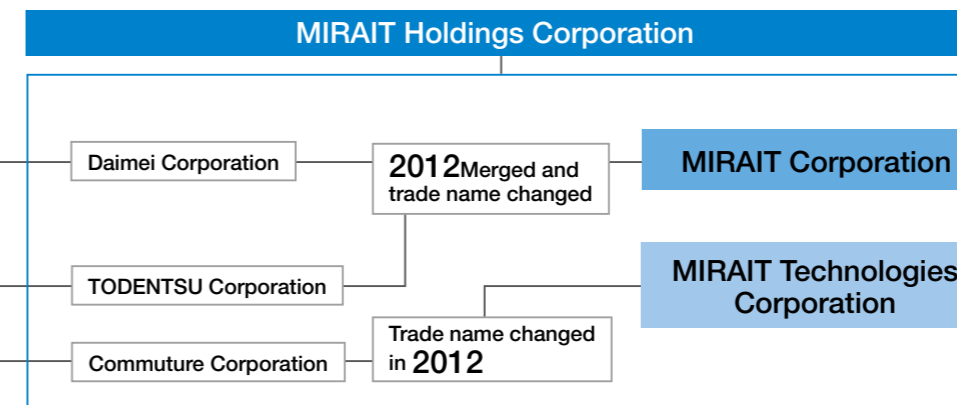 MIRAIT Holdings Corporation
Daimei Corporation
2012Merged and
trade name changed
MIRAIT Corporation
TODENTSU Corporation
MIRAIT Technologies
Corporation
Commuture Corporation
Trade name changed
in 2012